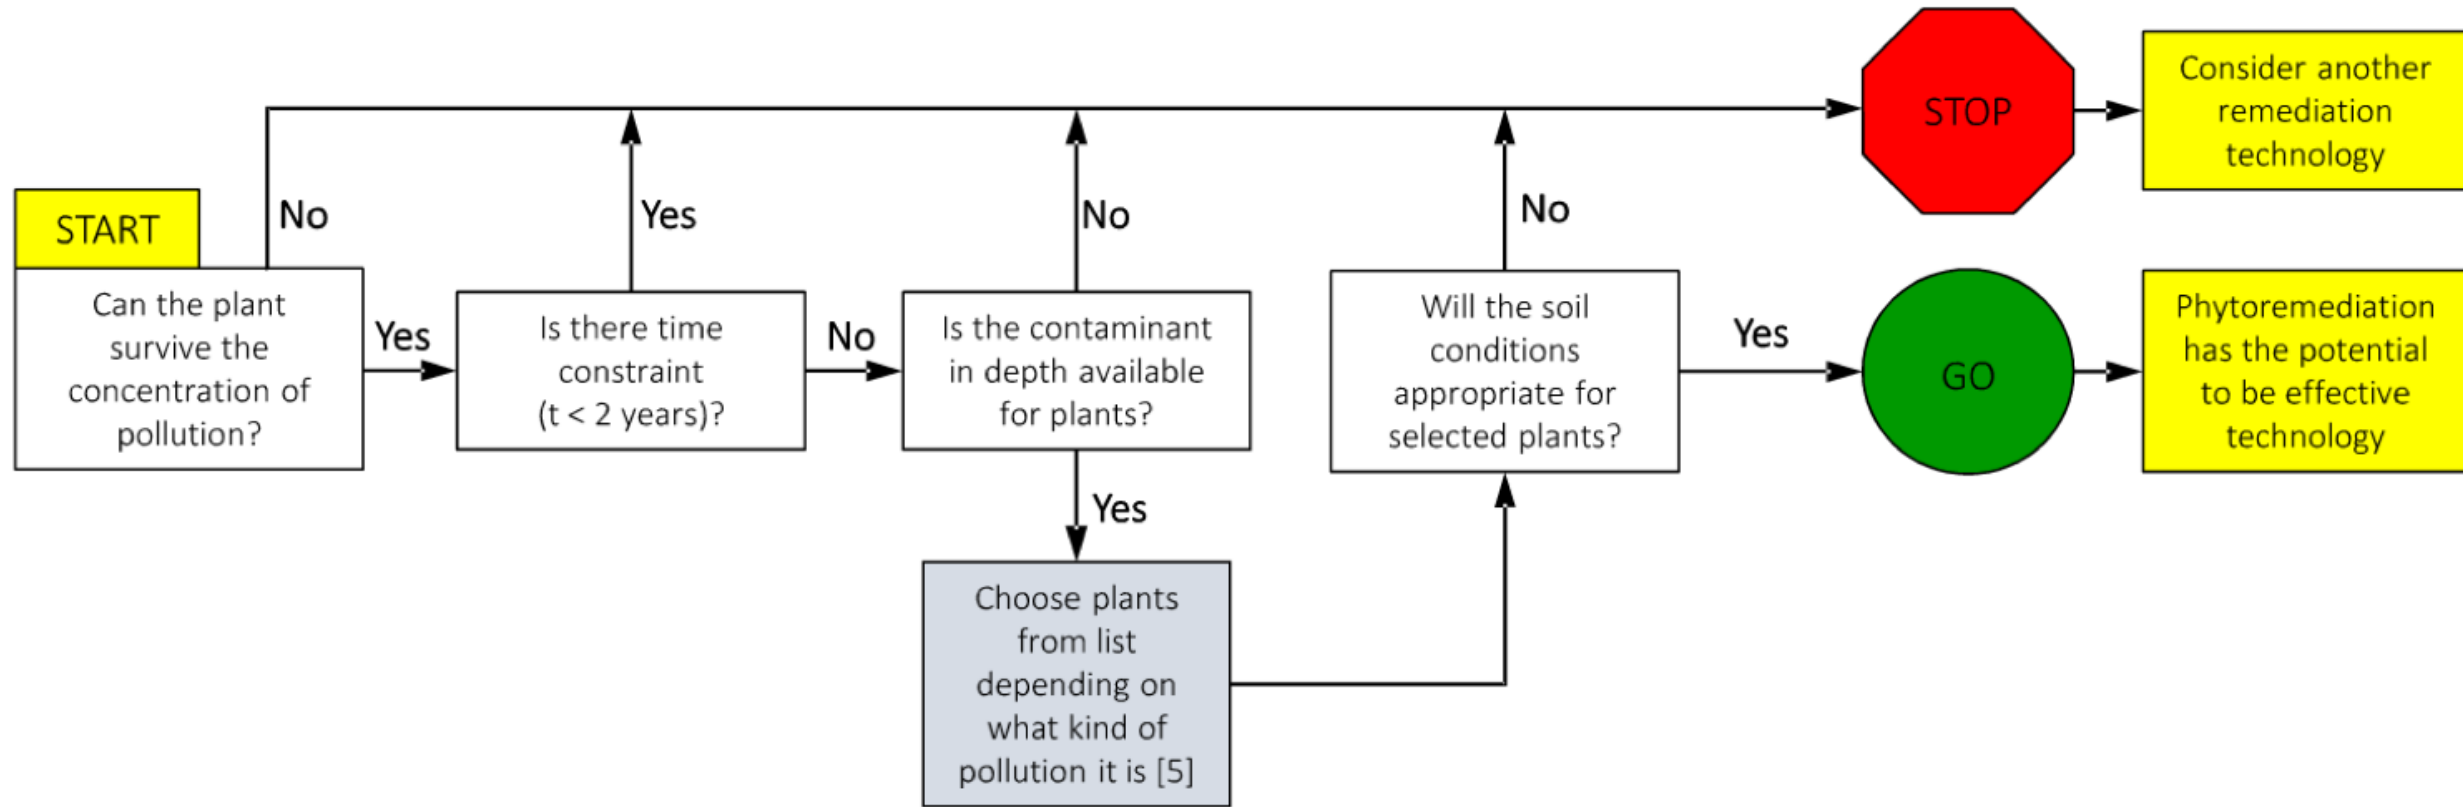 START
Can the plant
survive the
concentration of
pollution?
No
Yes
Is there time
constraint
(t < 2 years)?
Yes
No
Is the contaminant
in depth available
for plants?
No
Yes
Choose plants
from list
depending on
what kind of
pollution it is [5]
Will the soil
conditions
appropriate for
selected plants?
No
Yes
STOP
Consider another
remediation
technology
GO
Phytoremediation
has the potential
to be effective
technology